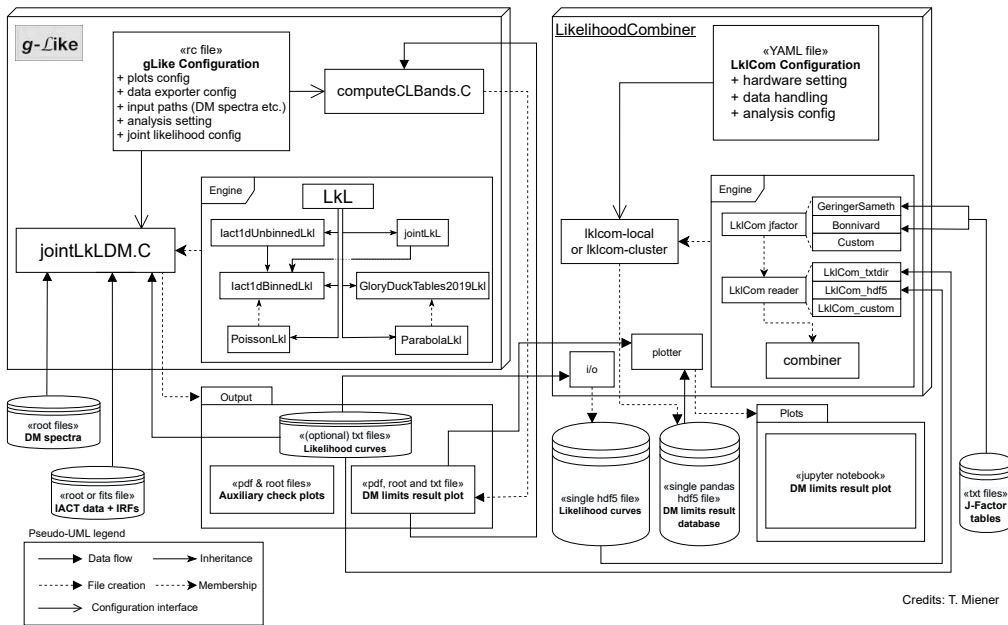 g-Like
«rc file»
gLike Configuration
+ plots config
+ data exporter config
+ input paths (DM spectra etc.)
+ analysis setting
+ joint likelihood config
computeCLBands.C
Engine
LkL
Iact1dUnbinnedLkl
jointLkL
Iact1dBinnedLkl
GloryDuckTables2019Lkl
PoissonLkl
ParabolaLkl
jointLkLDM.C
LikelihoodCombiner
«YAML file»
LklCom Configuration
+ hardware setting
+ data handling
+ analysis config
lklcom-local
or lklcom-cluster
Engine
LklCom jfactor
GeringerSameth
Bonnivard
Custom
LklCom reader
LklCom_txtdir
LklCom_hdf5
LklCom_custom
combiner
i/o
plotter
«root files»
DM spectra
«root or fits file»
IACT data + IRFs
Output
«(optional) txt files»
Likelihood curves
«pdf & root files»
Auxiliary check plots
«pdf, root and txt file»
DM limits result plot
«single hdf5 file»
Likelihood curves
«single pandas
hdf5 file»
DM limits result
database
Plots
«jupyter notebook»
DM limits result plot
«txt files»
J-Factor
tables
Pseudo-UML legend
Data flow
Inheritance
File creation
Membership
Configuration interface
Credits: T. Miener